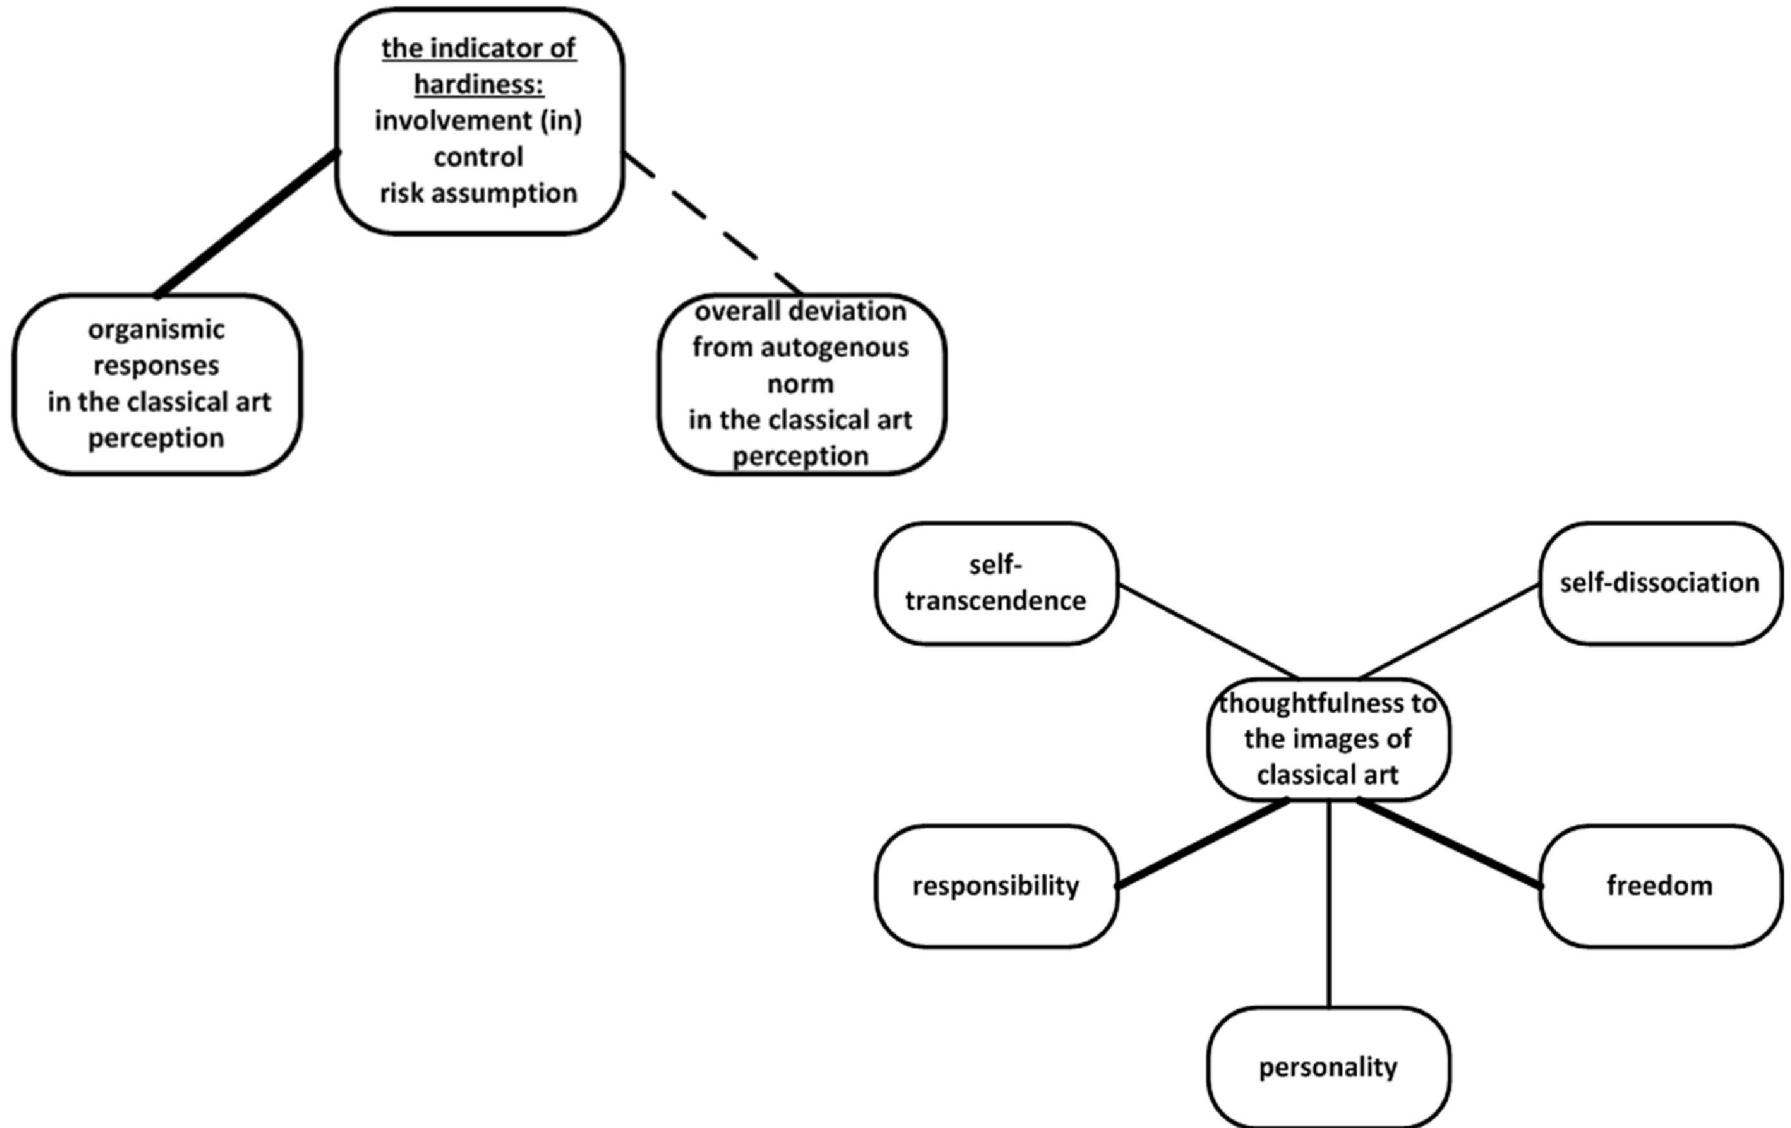 the indicator of
hardiness:
involvement (in)
control
risk assumption
organismic
responses
in the classical art
perception
overall deviation
from autogenous
norm
in the classical art
perception
self-
transcendence
self-dissociation
thoughtfulness to
the images of
classical art
responsibility
freedom
personality